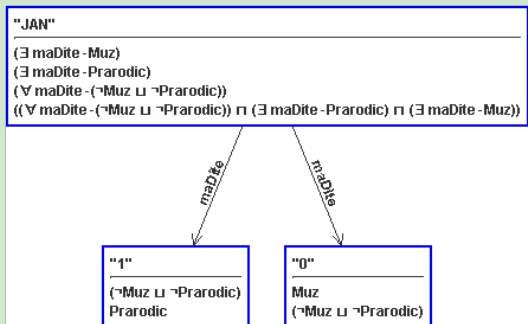 "JAN"
(∃ maDite -Muz)
(∃ maDite -Prarodic)
(∀ maDite -(¬Muz ⊔ ¬Prarodic))
((∀ maDite -(¬Muz ⊔ ¬Prarodic)) ⊓ (∃ maDite -Prarodic) ⊓ (∃ maDite -Muz))
maDite
maDite
"1"
(¬Muz ⊔ ¬Prarodic)
Prarodic
"0"
Muz
(¬Muz ⊔ ¬Prarodic)